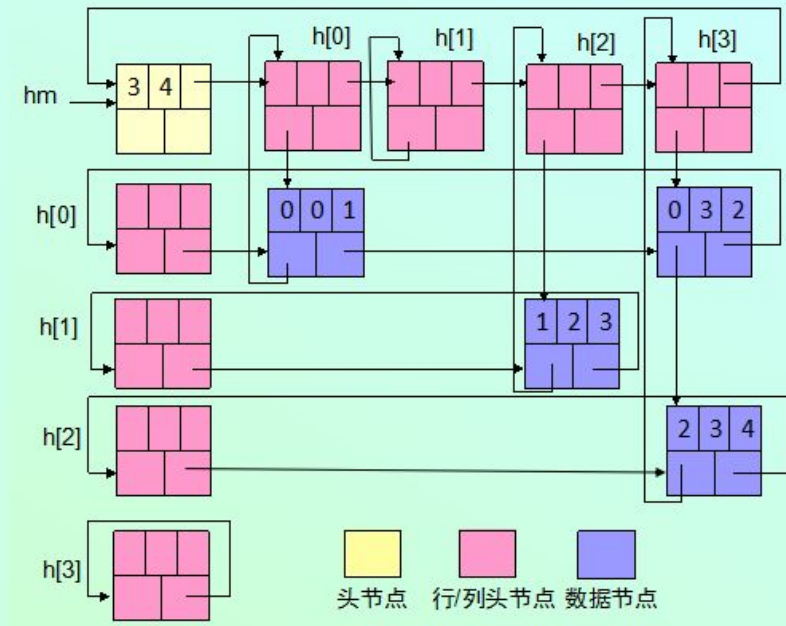 h[0] h[1] h[2] h[3]
hm 3 4
h[0] 0 0 1 0 3 2
h[1] 1 2 3
h[2] 2 3 4
h[3]
头节点 行/列头节点 数据节点